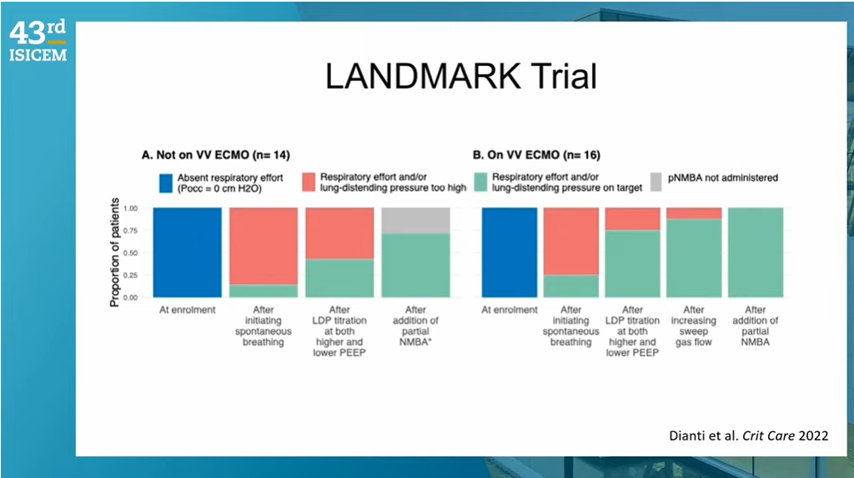 43rd
ISICEM
LANDMARK Trial
A. Not on VV ECMO (n= 14)
B. On VV ECMO (n= 16)
Absent respiratory effort
(Pocc = 0 cm H2O)
Respiratory effort and/or
lung-distending pressure too high
Respiratory effort and/or
lung-distending pressure on target
pNMBA not administered
Proportion of patients
1.00
0.75
0.50
0.25
0.00
At enrolment
After
initiating
spontaneous
breathing
After
LDP titration
at both
higher and
lower PEEP
After
addition of
partial
NMBA*
At enrolment
After
initiating
spontaneous
breathing
After
LDP titration
at both
higher and
lower PEEP
After
increasing
sweep
gas flow
After
addition of
partial
NMBA
Dianti et al. Crit Care 2022